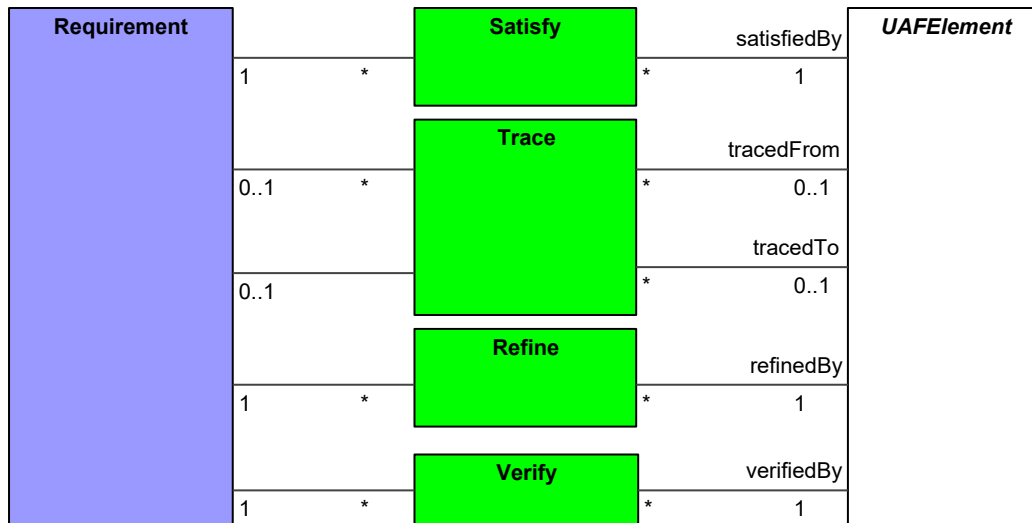 Requirement
Satisfy
UAFElement
satisfiedBy
1 * * 1
Trace
tracedFrom
0..1 * * 0..1
tracedTo
0..1 * 0..1
Refine
refinedBy
1 * * 1
Verify
verifiedBy
1 * * 1